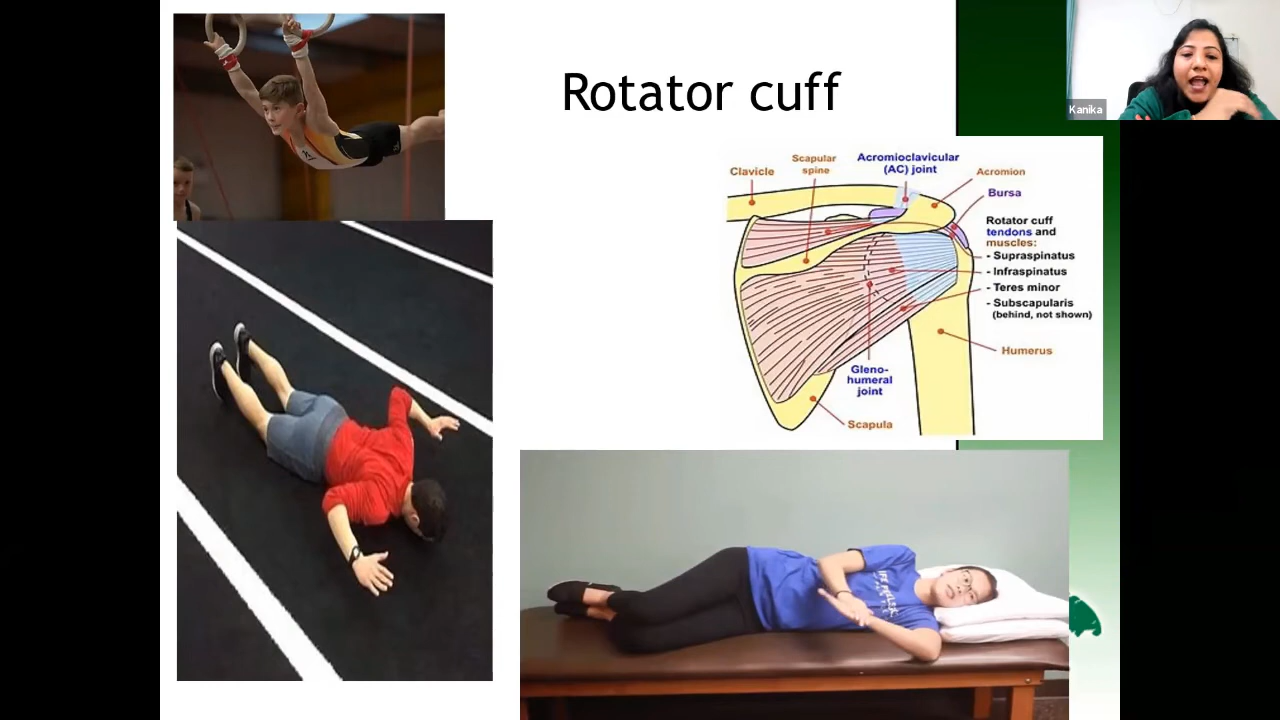 Rotator cuff
Kanika
Clavicle
Scapular
spine
Acromioclavicular
(AC) joint
Acromion
Bursa
Rotator cuff
tendons and
muscles:
- Supraspinatus
- Infraspinatus
- Teres minor
- Subscapularis
(behind, not shown)
Humerus
Gleno-
humeral
joint
Scapula